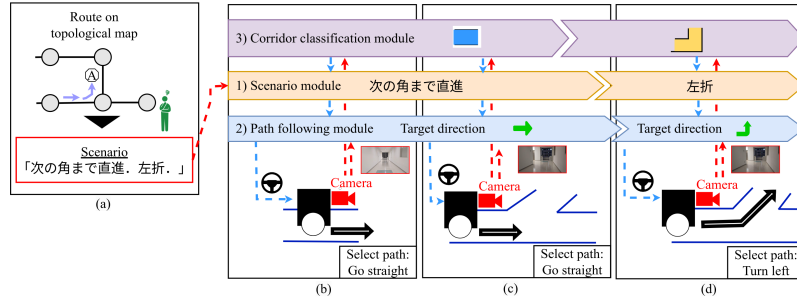 Route on
topological map
A
Scenario
「次の角まで直進．左折．」
(a)
3) Corridor classification module
1) Scenario module 次の角まで直進 左折
2) Path following module Target direction Target direction
Camera Camera Camera
Select path:
Go straight
Select path:
Go straight
Select path:
Turn left
(b) (c) (d)